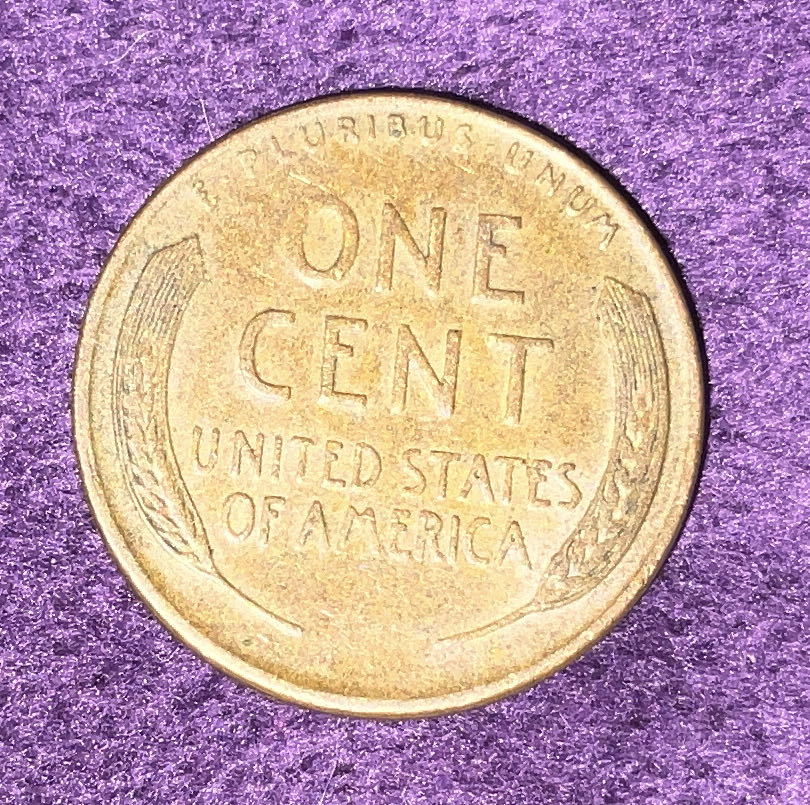 E PLURIBUS UNUM
ONE
CENT
UNITED STATES
OF AMERICA